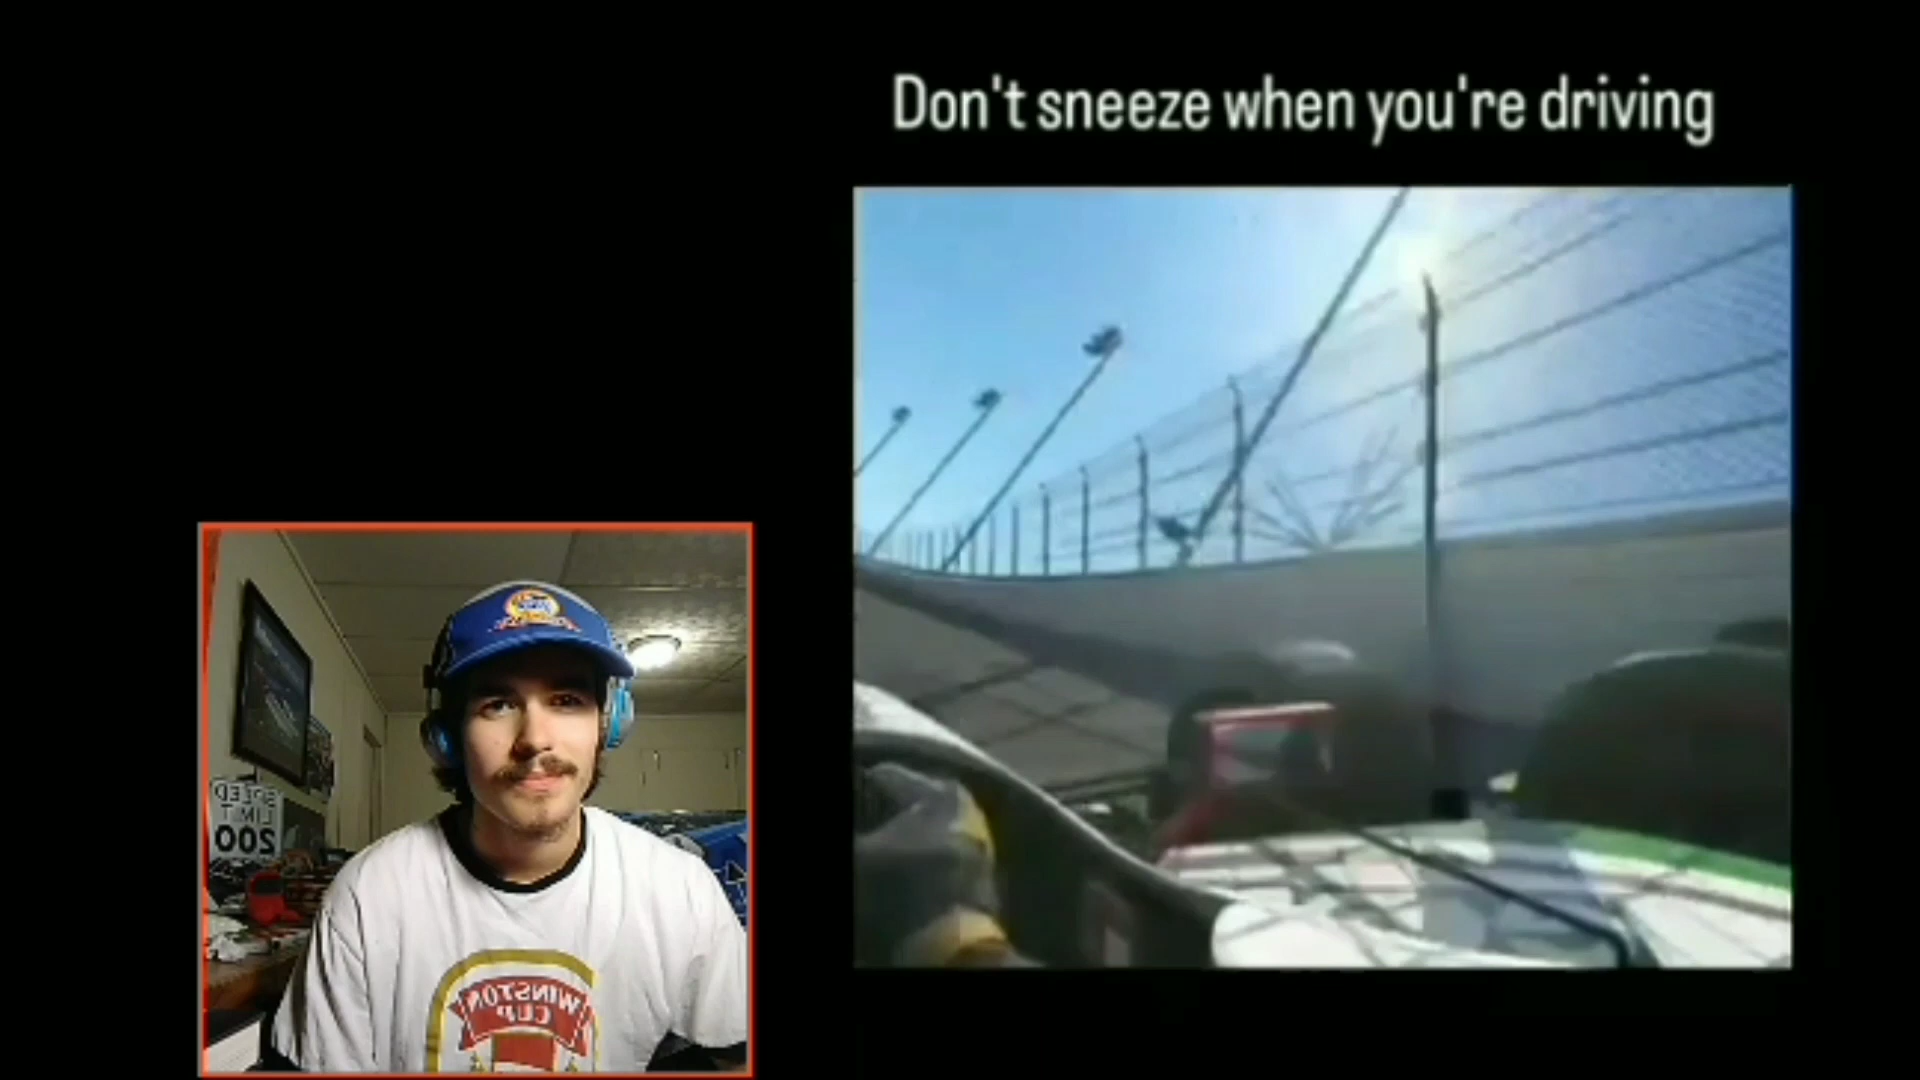 Don't sneeze when you're driving
SPEED
LIMIT
200
WINSTON
CUP